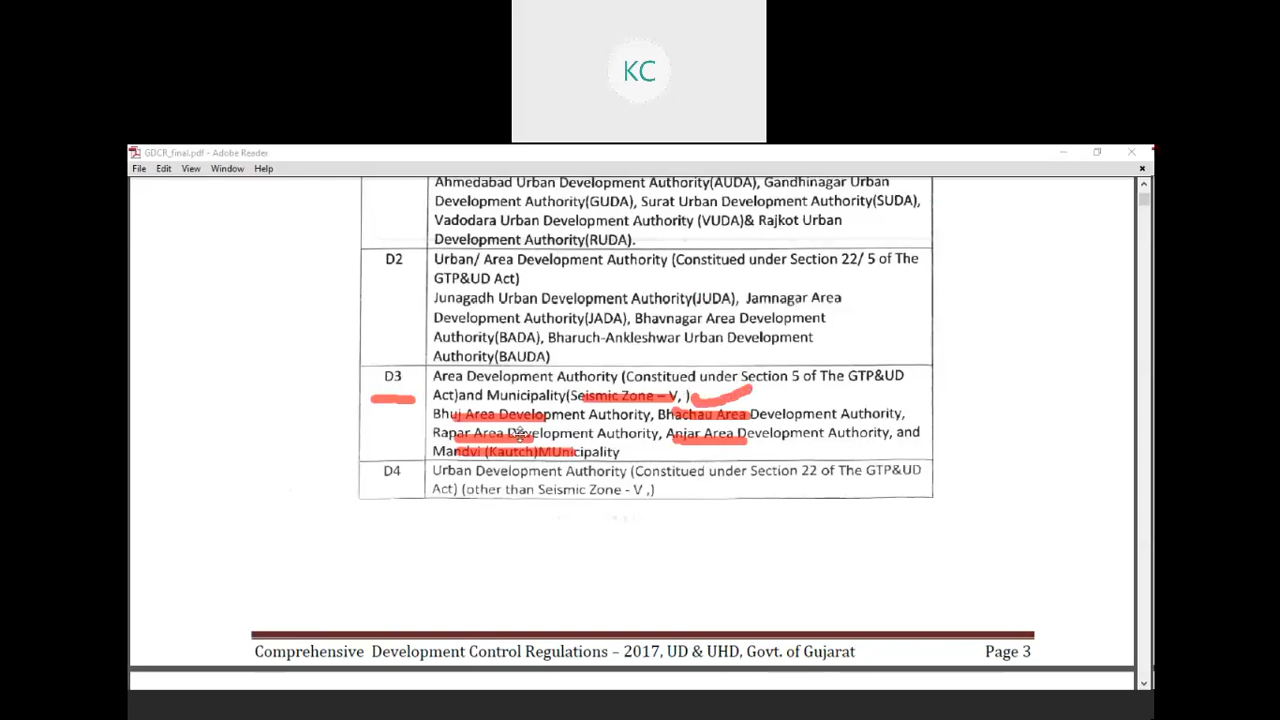 KC
GDCR_final.pdf - Adobe Reader
File Edit View Window Help
Ahmedabad Urban Development Authority(AUDA), Gandhinagar Urban
Development Authority(GUDA), Surat Urban Development Authority(SUDA),
Vadodara Urban Development Authority (VUDA)& Rajkot Urban
Development Authority(RUDA).
D2 Urban/ Area Development Authority (Constitued under Section 22/ 5 of The
GTP&UD Act)
Junagadh Urban Development Authority(JUDA), Jamnagar Area
Development Authority(JADA), Bhavnagar Area Development
Authority(BADA), Bharuch-Ankleshwar Urban Development
Authority(BAUDA)
D3 Area Development Authority (Constitued under Section 5 of The GTP&UD
Act)and Municipality(Seismic Zone – V, )
Bhuj Area Development Authority, Bhachau Area Development Authority,
Rapar Area Development Authority, Anjar Area Development Authority, and
Mandvi (Kautch)MUnicipality
D4 Urban Development Authority (Constitued under Section 22 of The GTP&UD
Act) (other than Seismic Zone - V ,)
Comprehensive Development Control Regulations – 2017, UD & UHD, Govt. of Gujarat Page 3